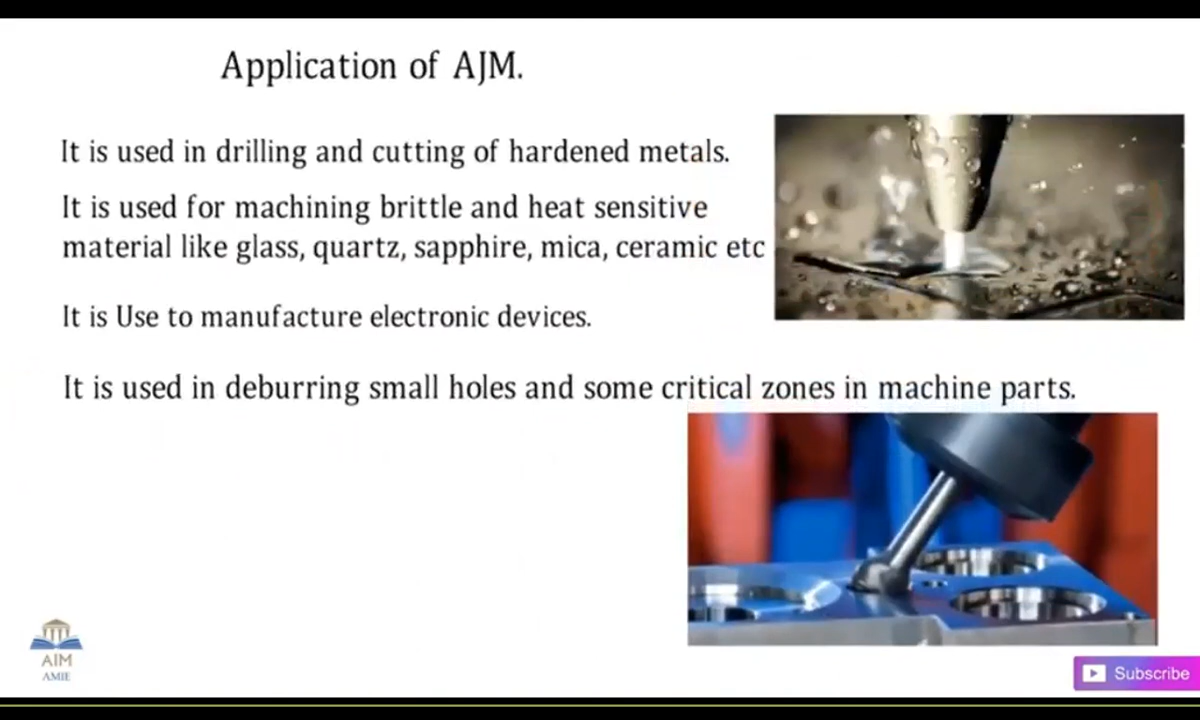 Application of AJM.
It is used in drilling and cutting of hardened metals.
It is used for machining brittle and heat sensitive
material like glass, quartz, sapphire, mica, ceramic etc
It is Use to manufacture electronic devices.
It is used in deburring small holes and some critical zones in machine parts.
AIM
AMIE
Subscribe